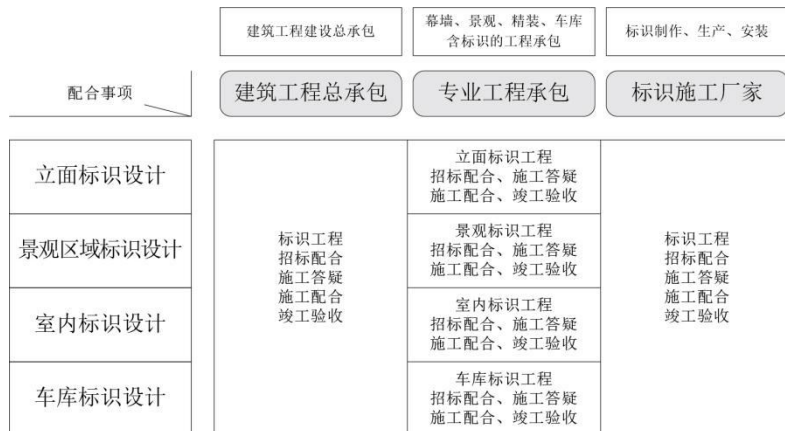 建筑工程建设总承包
幕墙、景观、精装、车库
含标识的工程承包
标识制作、生产、安装
配合事项
建筑工程总承包
专业工程承包
标识施工厂家
立面标识设计
景观区域标识设计
室内标识设计
车库标识设计
标识工程
招标配合
施工答疑
施工配合
竣工验收
立面标识工程
招标配合、施工答疑
施工配合、竣工验收
景观标识工程
招标配合、施工答疑
施工配合、竣工验收
室内标识工程
招标配合、施工答疑
施工配合、竣工验收
车库标识工程
招标配合、施工答疑
施工配合、竣工验收
标识工程
招标配合
施工答疑
施工配合
竣工验收